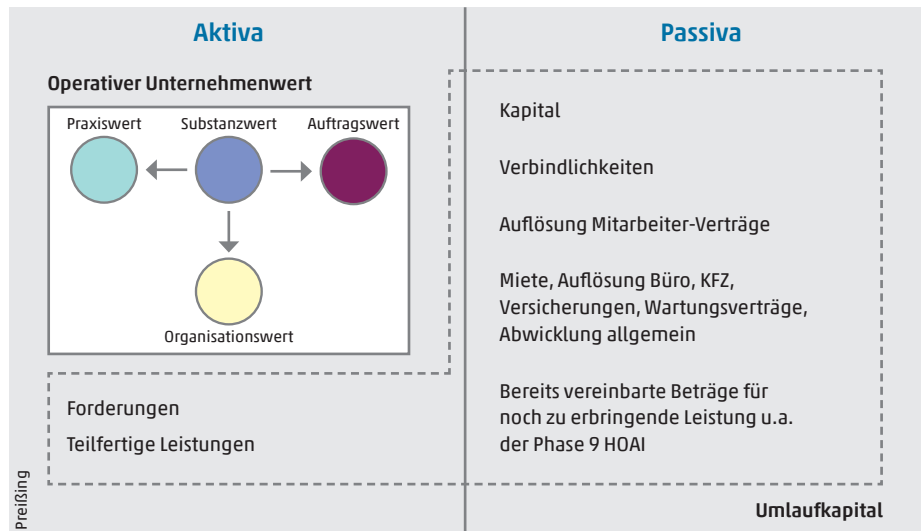 Aktiva
Operativer Unternehmenwert
Praxiswert
Substanzwert
Auftragswert
Organisationswert
Forderungen
Teilfertige Leistungen
Passiva
Kapital
Verbindlichkeiten
Auflösung Mitarbeiter-Verträge
Miete, Auflösung Büro, KFZ,
Versicherungen, Wartungsverträge,
Abwicklung allgemein
Bereits vereinbarte Beträge für
noch zu erbringende Leistung u.a.
der Phase 9 HOAI
Umlaufkapital
Preißing